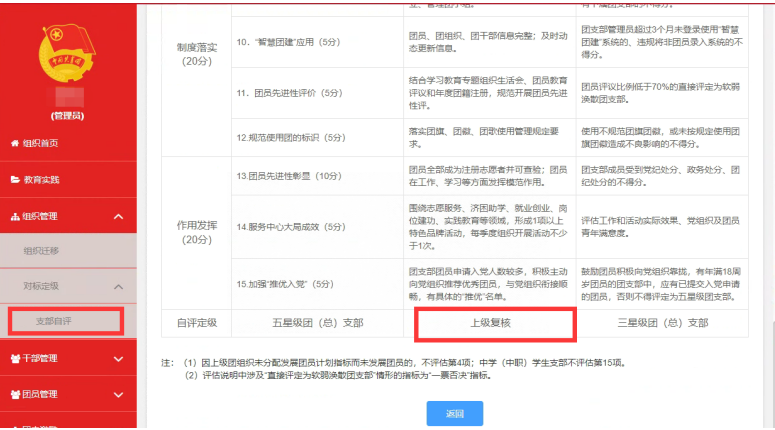 (管理员)
组织首页
教育实践
组织管理
组织迁移
对标定级
支部自评
干部管理
团员管理
制度落实
(20分)
10. “智慧团建”应用（5分）
团员、团组织、团干部信息完整；及时动
态更新信息。
团支部管理员超过3个月未登录使用“智慧
团建”系统的、违规将非团员录入系统的不
得分。
11. 团员先进性评价（5分）
结合学习教育专题组织生活会、团员教育
评议和年度团籍注册，规范开展团员先进
性评。
团员评议比例低于70%的直接评定为软弱
涣散团支部。
12.规范使用团的标识（5分）
落实团旗、团徽、团歌使用管理规定要
求。
使用不规范团旗团徽，或未按规定使用团
旗团徽造成不良影响的不得分。
作用发挥
(20分)
13.团员先进性彰显（10分）
团员全部成为注册志愿者并可查验；团员
在工作、学习等方面发挥模范作用。
团支部成员受到党纪处分、政务处分、团
纪处分的不得分。
14.服务中心大局成效（5分）
围绕志愿服务、济困助学、就业创业、岗
位建功、实践教育等领域，形成1项以上
特色品牌活动，每季度组织开展活动不少
于1次。
评估工作和活动实际效果、党组织及团员
青年满意度。
15.加强“推优入党”（5分）
团支部团员申请入党人数较多，积极主动
向党组织推荐优秀团员，与党组织衔接顺
畅，有具体的“推优”名单。
鼓励团员积极向党组织靠拢，有年满18周
岁团员的团支部中，应有已提交入党申请
的团员，否则不得评定为五星级团支部。
自评定级
五星级团（总）支部
上级复核
三星级团（总）支部
注：（1）因上级团组织未分配发展团员计划指标而未发展团员的，不评估第4项；中学（中职）学生支部不评估第15项。
（2）评估说明中涉及“直接评定为软弱涣散团支部”情形的指标为“一票否决”指标。
返回